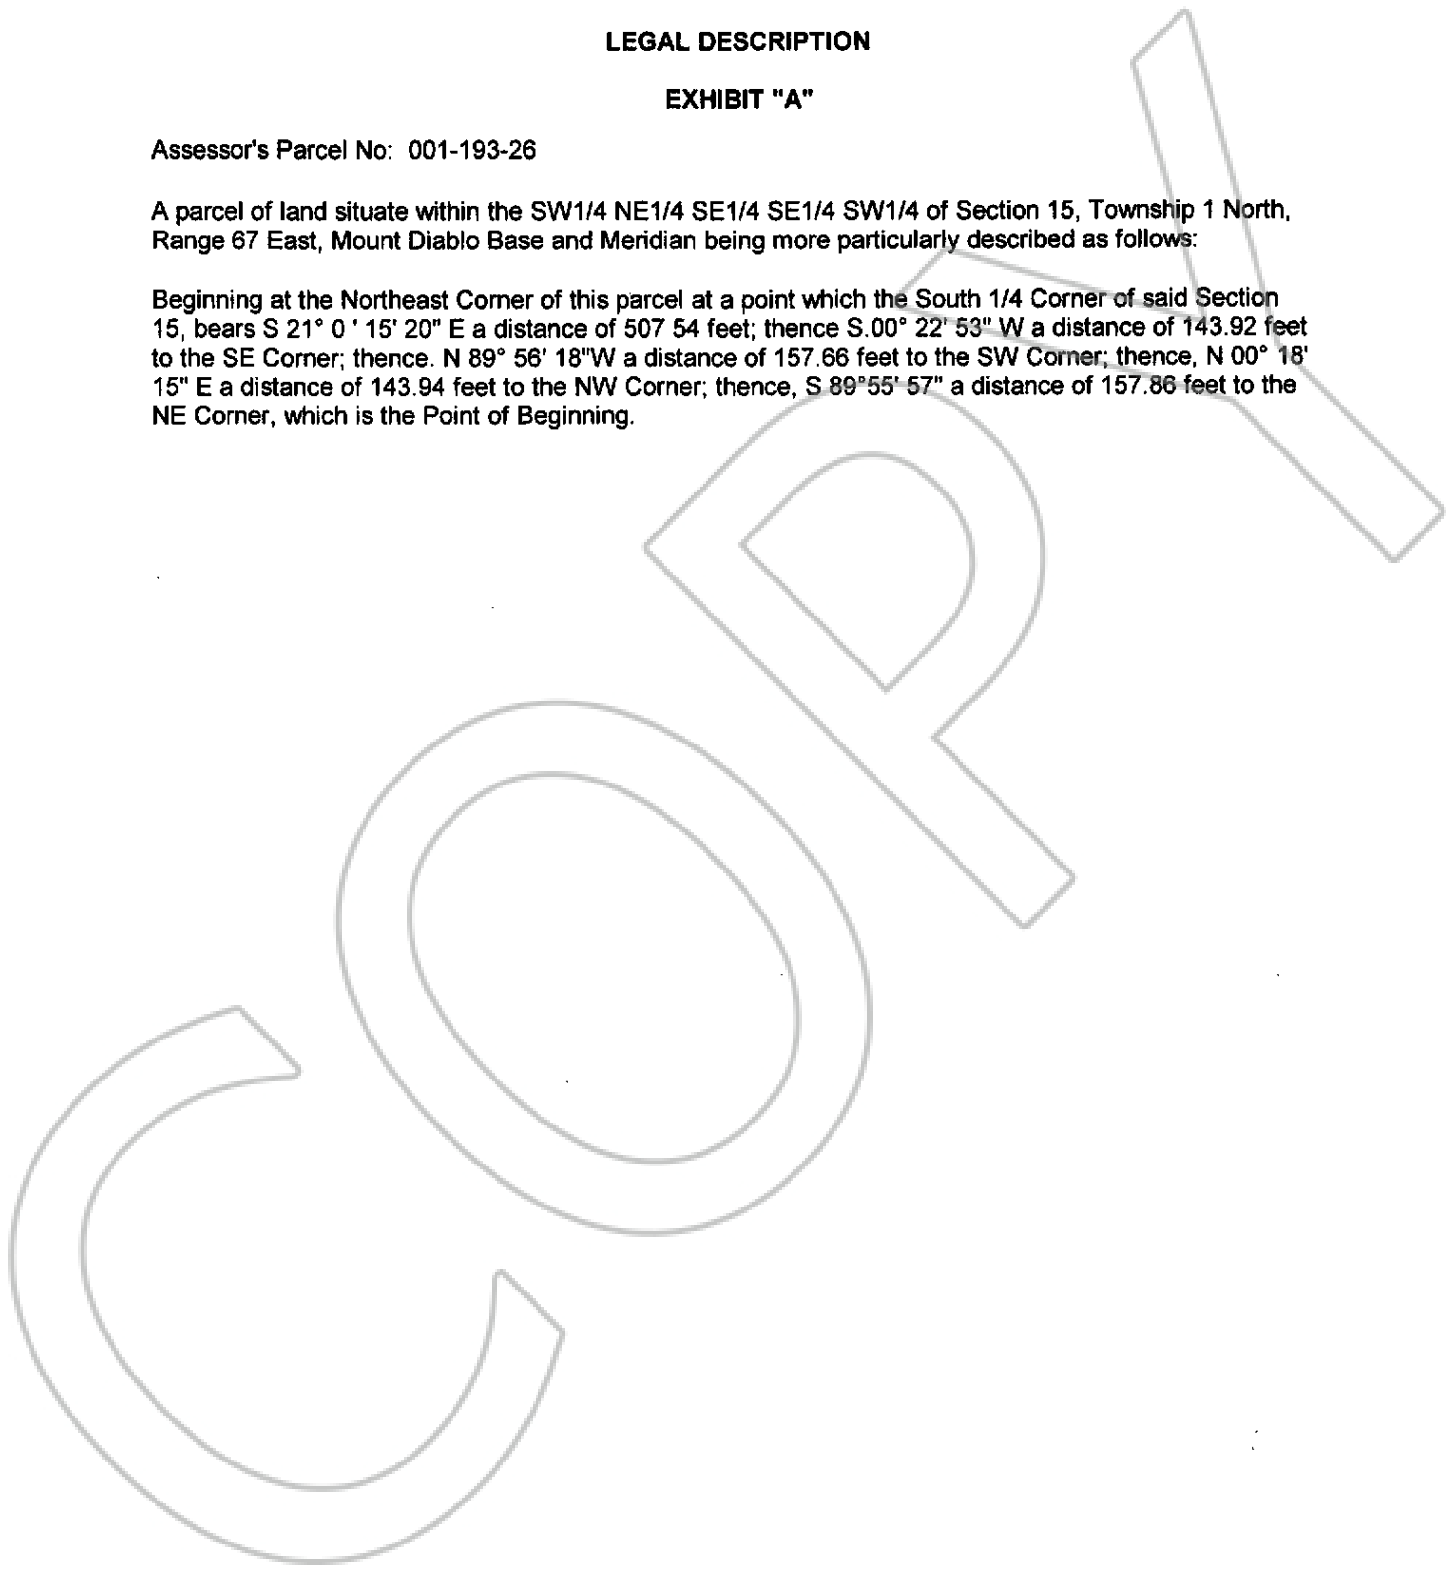 LEGAL DESCRIPTION
EXHIBIT "A"
Assessor's Parcel No: 001-193-26
A parcel of land situate within the SW1/4 NE1/4 SE1/4 SE1/4 SW1/4 of Section 15, Township 1 North,
Range 67 East, Mount Diablo Base and Meridian being more particularly described as follows:
Beginning at the Northeast Corner of this parcel at a point which the South 1/4 Corner of said Section
15, bears S 21° 0 ' 15' 20" E a distance of 507 54 feet; thence S.00° 22' 53" W a distance of 143.92 feet
to the SE Corner; thence. N 89° 56' 18"W a distance of 157.66 feet to the SW Corner; thence, N 00° 18'
15" E a distance of 143.94 feet to the NW Corner; thence, S 89°55' 57" a distance of 157.86 feet to the
NE Corner, which is the Point of Beginning.
COPY